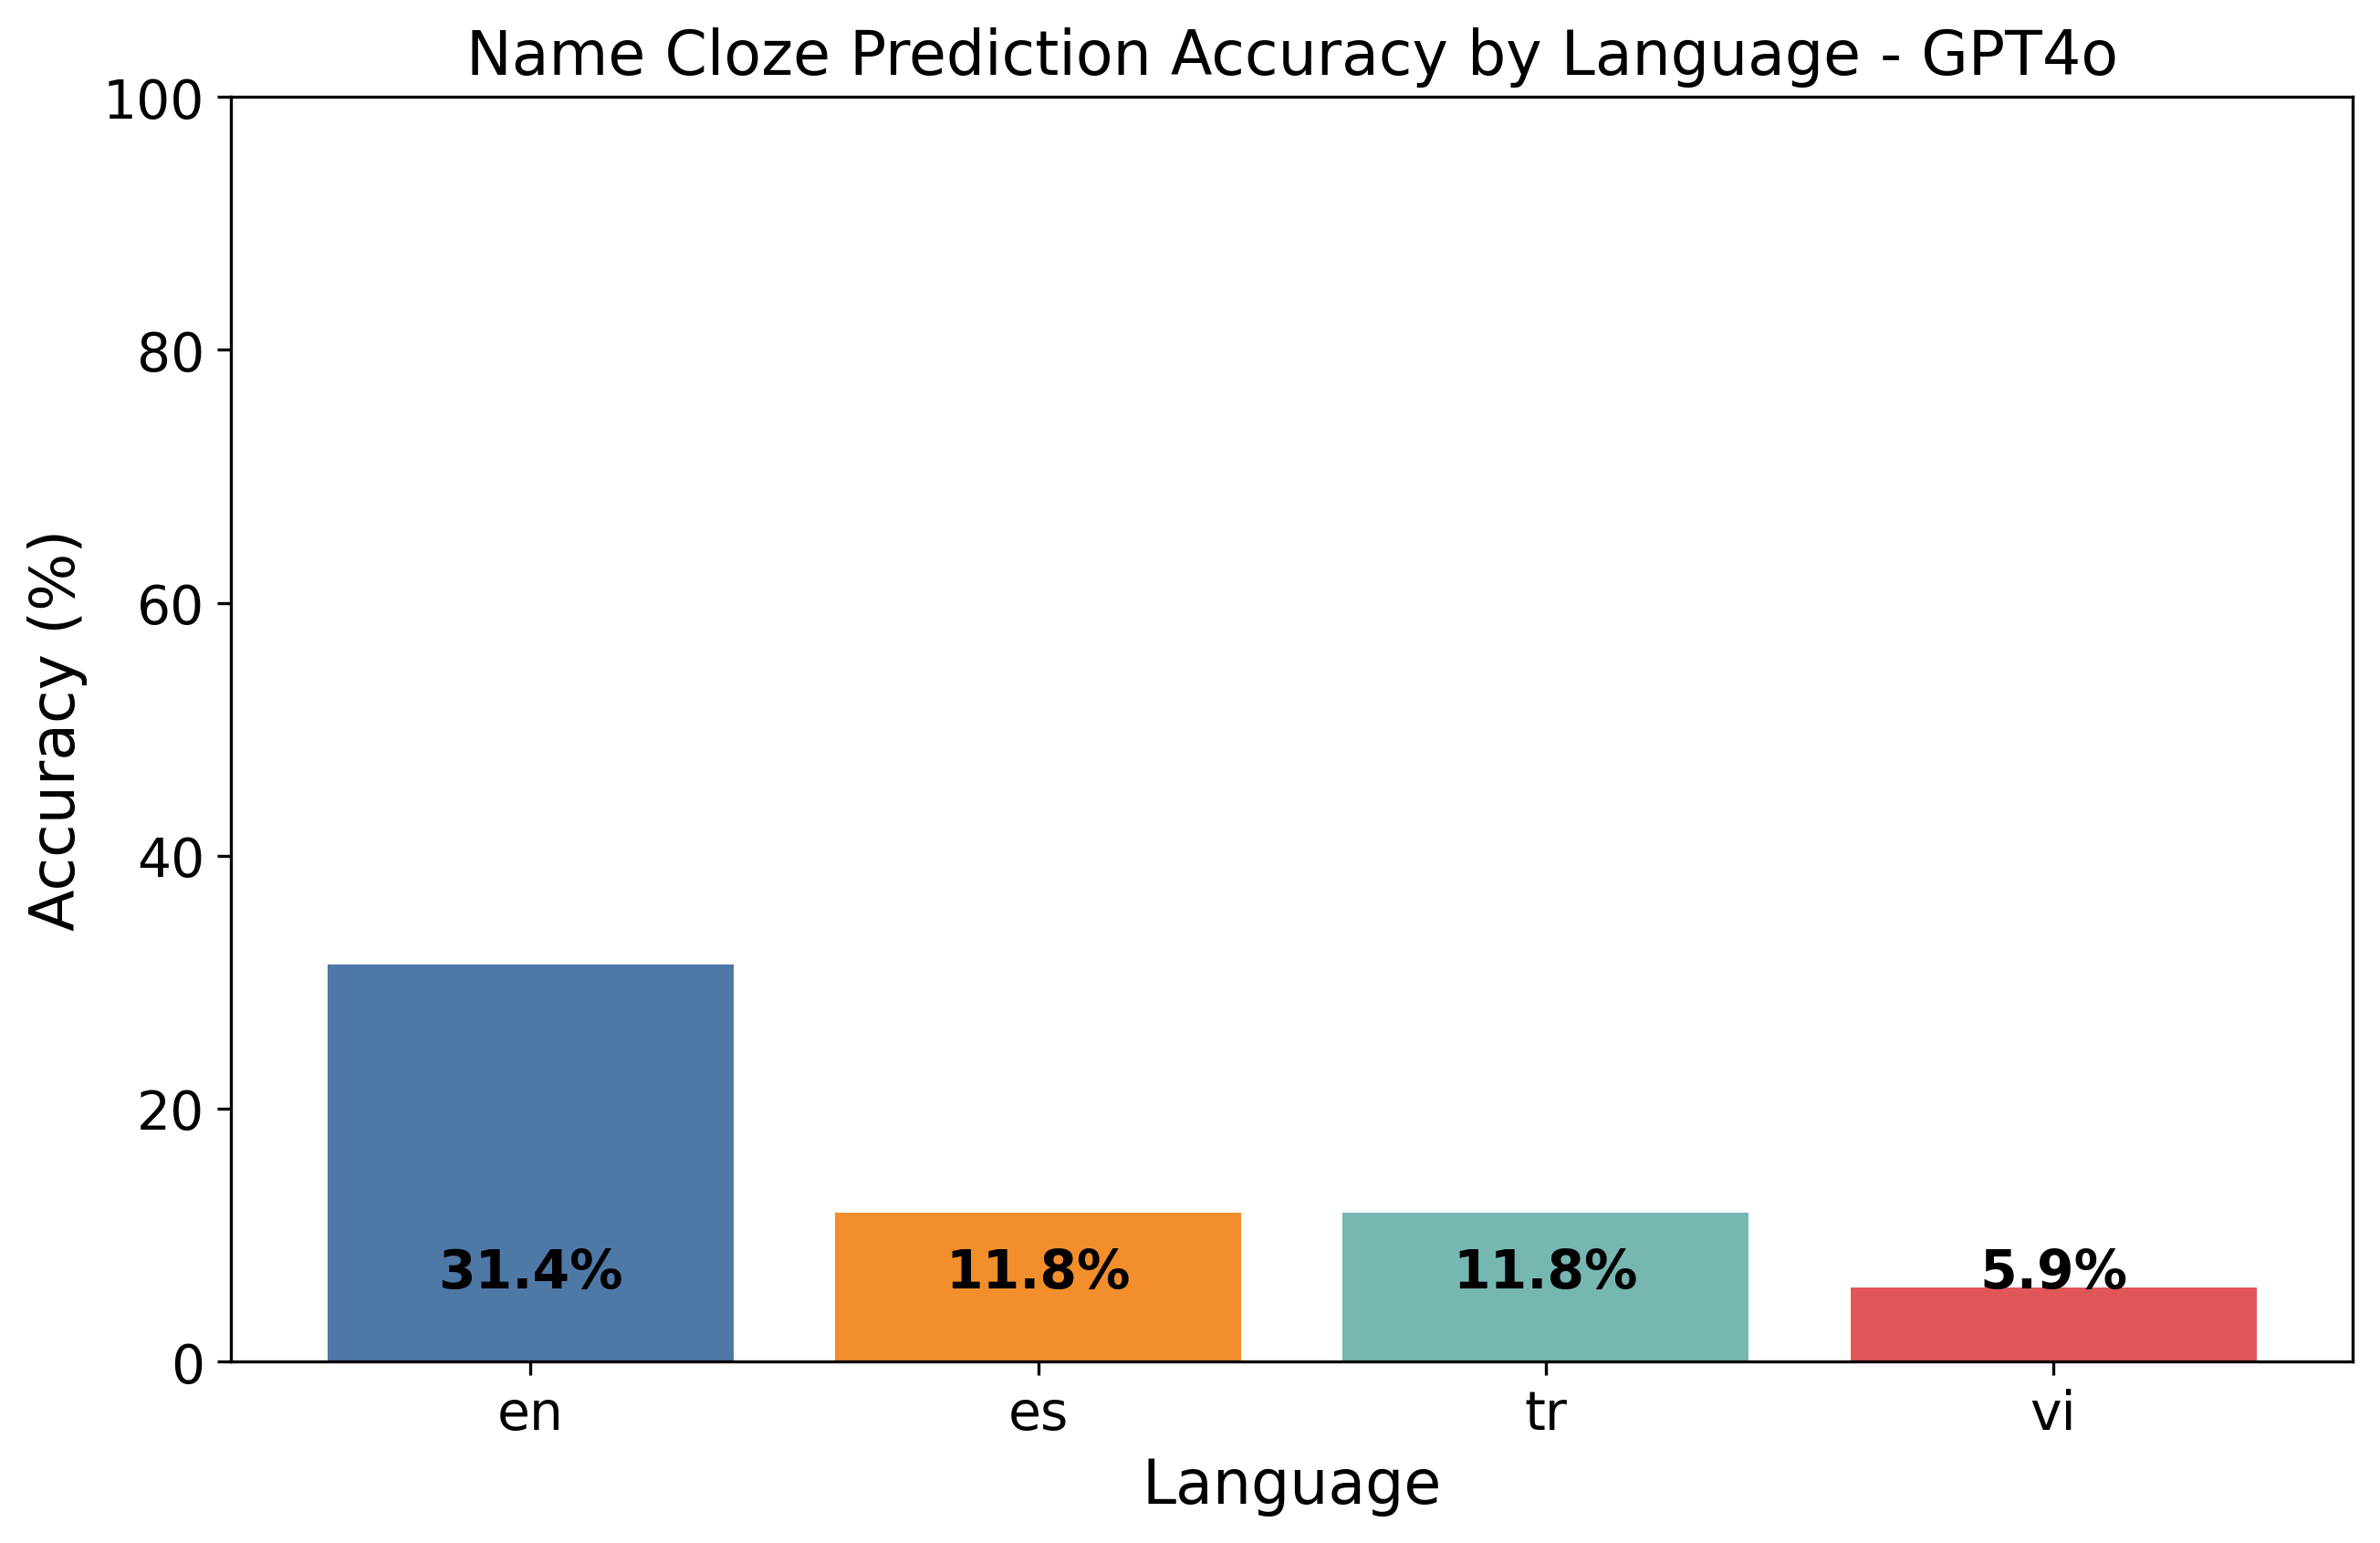 Name Cloze Prediction Accuracy by Language - GPT4o
Accuracy (%)
100
80
60
40
20
0
31.4%
11.8%
11.8%
5.9%
en
es
tr
vi
Language